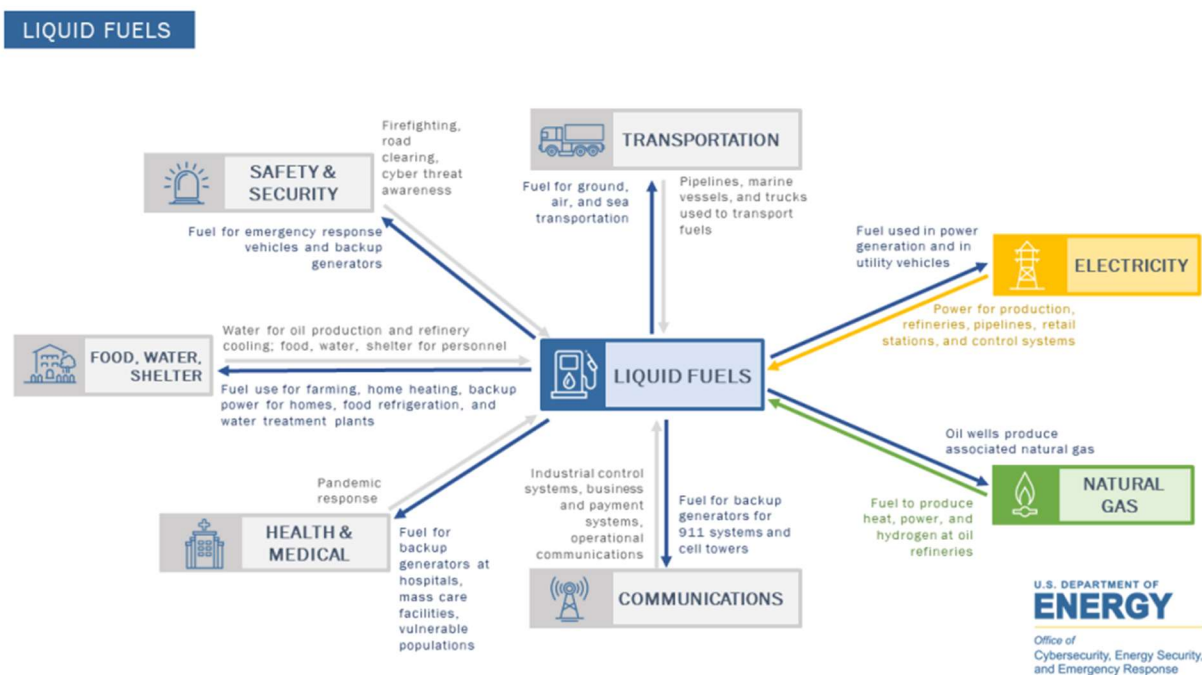 LIQUID FUELS
Firefighting,
road
clearing,
cyber threat
awareness
SAFETY &
SECURITY
Fuel for emergency response
vehicles and backup
generators
TRANSPORTATION
Fuel for ground,
air, and sea
transportation
Pipelines, marine
vessels, and trucks
used to transport
fuels
Fuel used in power
generation and in
utility vehicles
ELECTRICITY
Power for production,
refineries, pipelines, retail
stations, and control systems
Water for oil production and refinery
cooling; food, water, shelter for personnel
FOOD, WATER,
SHELTER
Fuel use for farming, home heating, backup
power for homes, food refrigeration, and
water treatment plants
LIQUID FUELS
Oil wells produce
associated natural gas
NATURAL
GAS
Fuel to produce
heat, power, and
hydrogen at oil
refineries
Pandemic
response
HEALTH &
MEDICAL
Fuel for
backup
generators at
hospitals,
mass care
facilities,
vulnerable
populations
Industrial control
systems, business
and payment
systems,
operational
communications
Fuel for backup
generators for
911 systems and
cell towers
COMMUNICATIONS
U.S. DEPARTMENT OF
ENERGY
Office of
Cybersecurity, Energy Security,
and Emergency Response